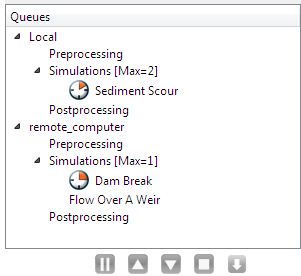 Queues
Local
Preprocessing
Simulations [Max=2]
Sediment Scour
Postprocessing
remote_computer
Preprocessing
Simulations [Max=1]
Dam Break
Flow Over A Weir
Postprocessing